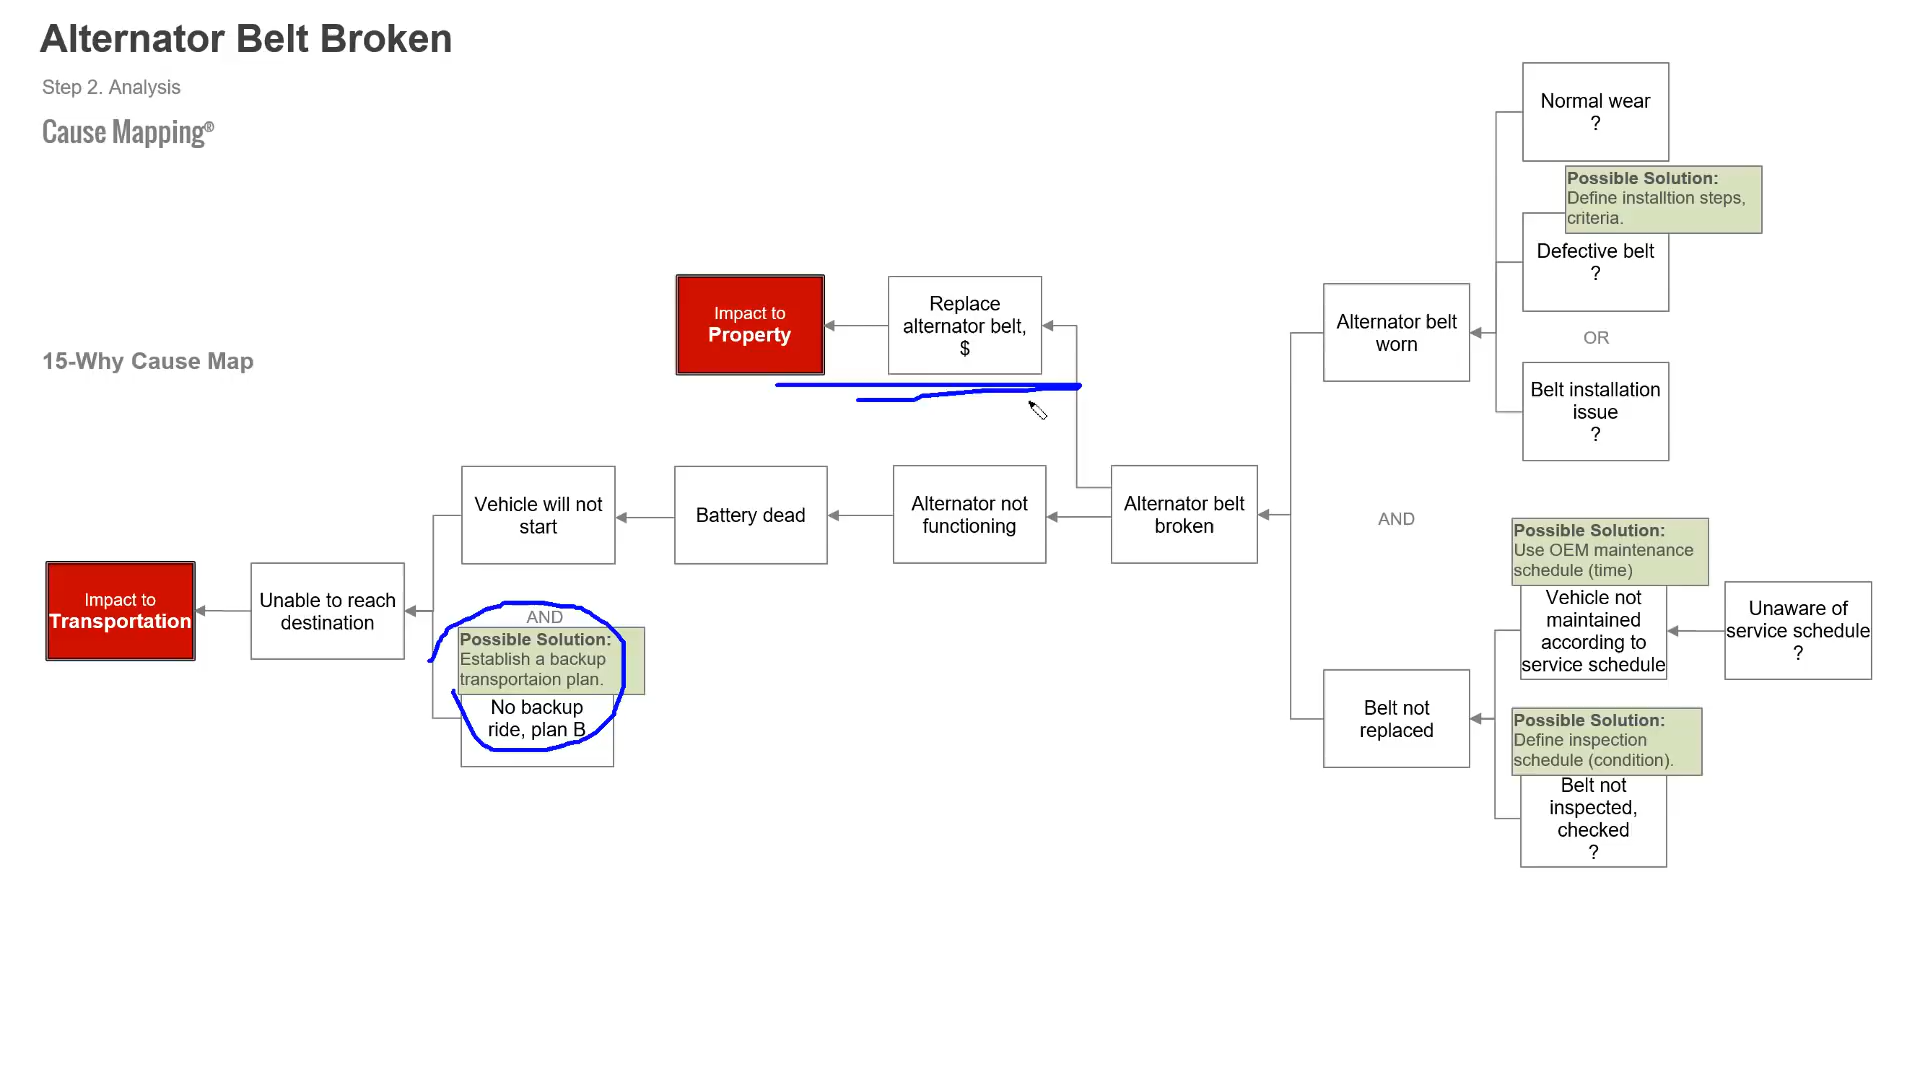 Alternator Belt Broken
Step 2. Analysis
Cause Mapping®
15-Why Cause Map
Impact to
Transportation
Unable to reach
destination
Vehicle will not
start
AND
Possible Solution:
Establish a backup
transportaion plan.
No backup
ride, plan B
Battery dead
Alternator not
functioning
Impact to
Property
Replace
alternator belt,
$
Alternator belt
broken
Alternator belt
worn
AND
Belt not
replaced
Normal wear
?
Possible Solution:
Define installtion steps,
criteria.
Defective belt
?
OR
Belt installation
issue
?
Possible Solution:
Use OEM maintenance
schedule (time)
Vehicle not
maintained
according to
service schedule
Unaware of
service schedule
?
Possible Solution:
Define inspection
schedule (condition).
Belt not
inspected,
checked
?